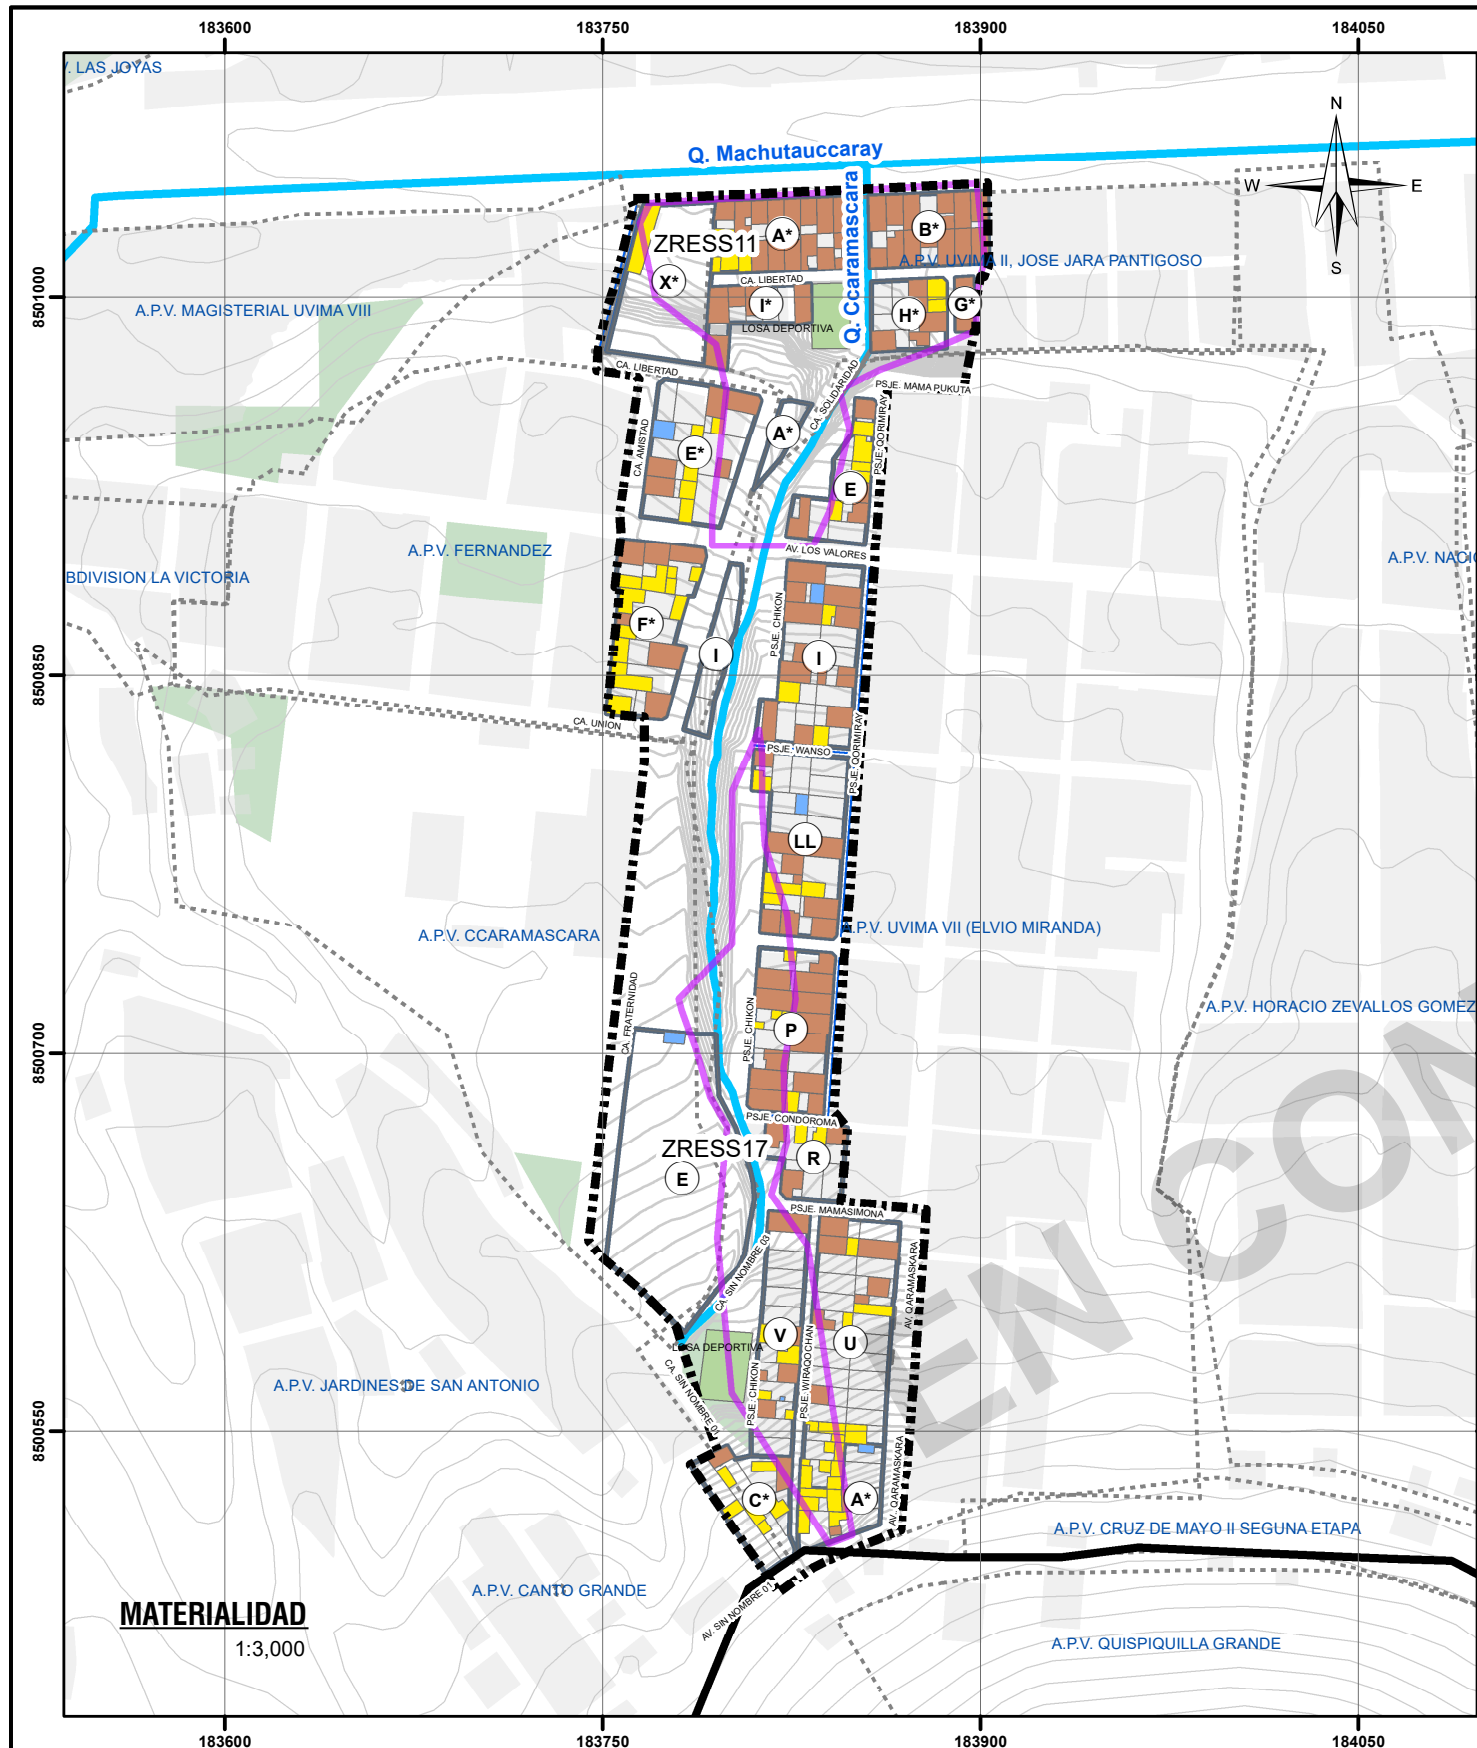 183600
183750
183900
184050
V. LAS JOYAS
N
W
E
S
Q. Machutauccaray
Q. Ccaramascara
ZRESS11
A*
B*
X*
CA. LIBERTAD
A.P.V. UVIMA II, JOSE JARA PANTIGOSO
I*
H*
G*
LOSA DEPORTIVA
8501000
A.P.V. MAGISTERIAL UVIMA VIII
CA. LIBERTAD
CA. SOLIDARIDAD
PSJE. MAMA PUKUTA
CA. AMISTAD
E*
A*
PSJE. QORIMIRAY
E
A.P.V. FERNANDEZ
AV. LOS VALORES
A.P.V. NACIO
BDIVISION LA VICTORIA
F*
I
PSJE. CHIKON
I
8500850
CA. UNION
PSJE. WANSO
PSJE. QORIMIRAY
LL
A.P.V. CCARAMASCARA
A.P.V. UVIMA VII (ELVIO MIRANDA)
CA. FRATERNIDAD
PSJE. CHIKON
P
A.P.V. HORACIO ZEVALLOS GOMEZ
8500700
PSJE. CONDOROMA
ZRESS17
E
R
PSJE. MAMASIMONA
CA. SIN NOMBRE 03
AV. QARAMASKARA
V
U
LOSA DEPORTIVA
PSJE. WIRAQOCHAN
PSJE. CHIKON
CA. SIN NOMBRE 01
A.P.V. JARDINES DE SAN ANTONIO
8500550
AV. QARAMASKARA
C*
A*
A.P.V. CRUZ DE MAYO II SEGUNA ETAPA
A.P.V. CANTO GRANDE
AV. SIN NOMBRE 01
A.P.V. QUISPIQUILLA GRANDE
MATERIALIDAD
1:3,000
EN CON
183600
183750
183900
184050